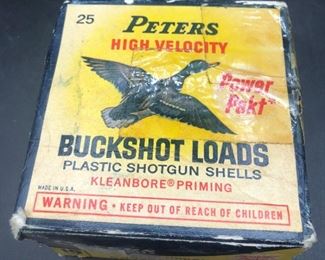 25
PETERS
HIGH VELOCITY
Power
Pakt
BUCKSHOT LOADS
PLASTIC SHOTGUN SHELLS
KLEANBORE® PRIMING
MADE IN U.S.A.
WARNING • KEEP OUT OF REACH OF CHILDREN